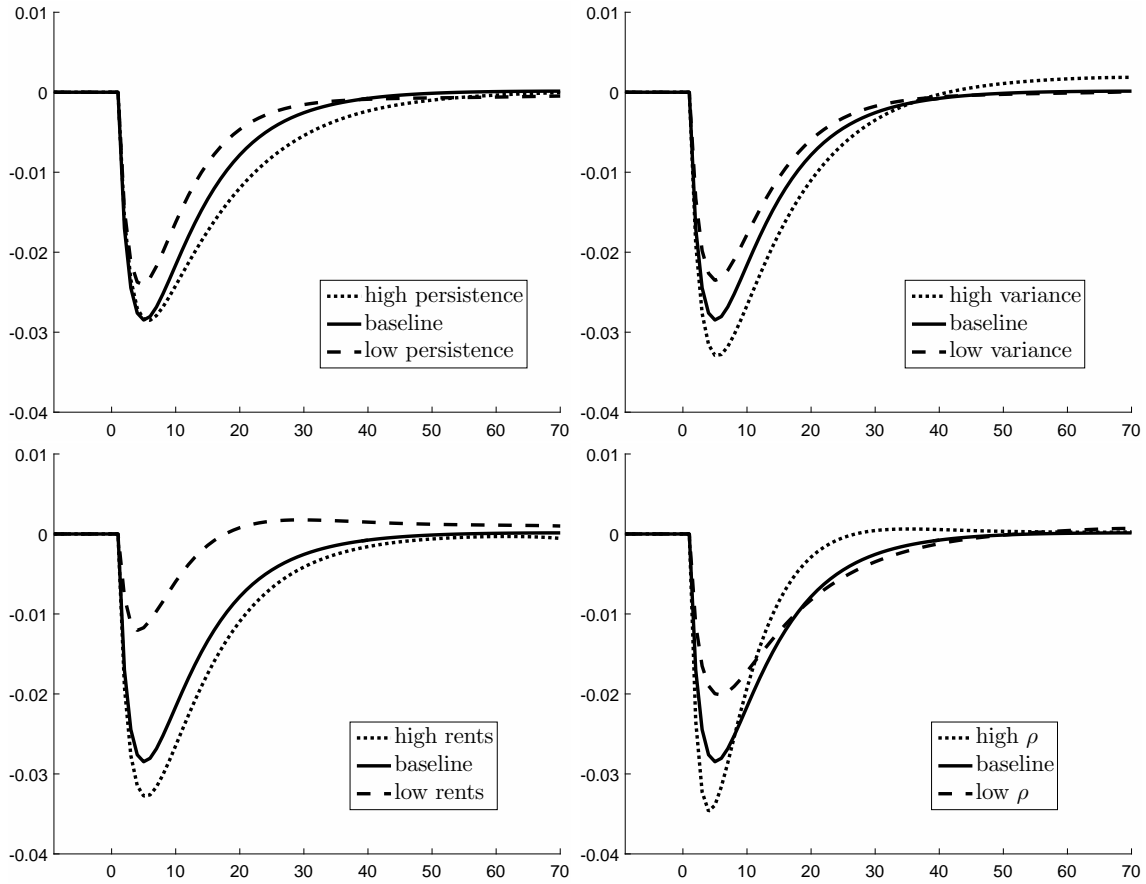 0.01
0
-0.01
-0.02
-0.03
-0.04
0 10 20 30 40 50 60 70
high persistence
baseline
low persistence
0.01
0
-0.01
-0.02
-0.03
-0.04
0 10 20 30 40 50 60 70
high variance
baseline
low variance
0.01
0
-0.01
-0.02
-0.03
-0.04
0 10 20 30 40 50 60 70
high rents
baseline
low rents
0.01
0
-0.01
-0.02
-0.03
-0.04
0 10 20 30 40 50 60 70
high ρ
baseline
low ρ